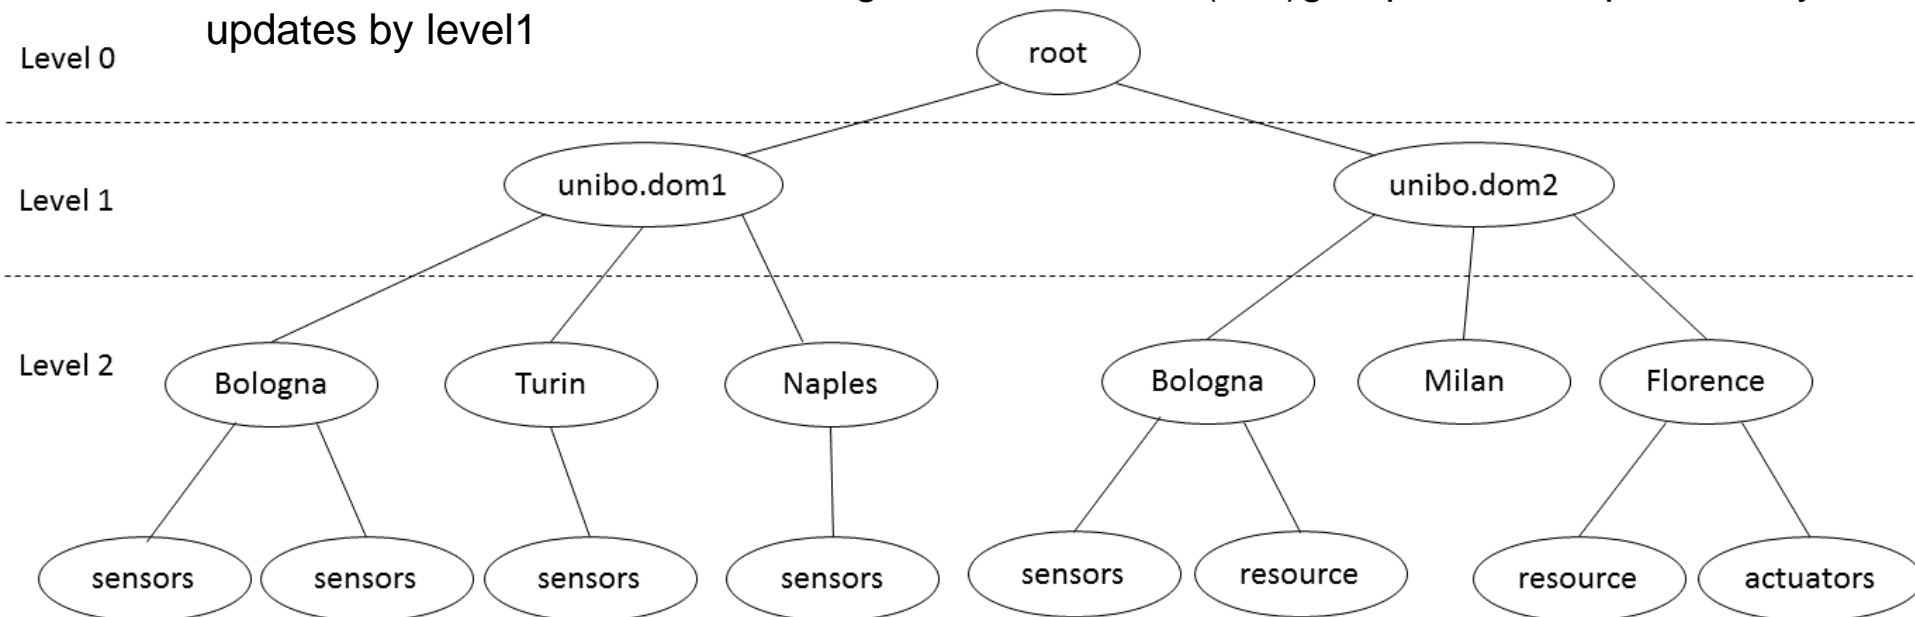 updates by level1
Level 0
root
Level 1
unibo.dom1 unibo.dom2
Level 2
Bologna Turin Naples Bologna Milan Florence
sensors sensors sensors sensors sensors resource resource actuators